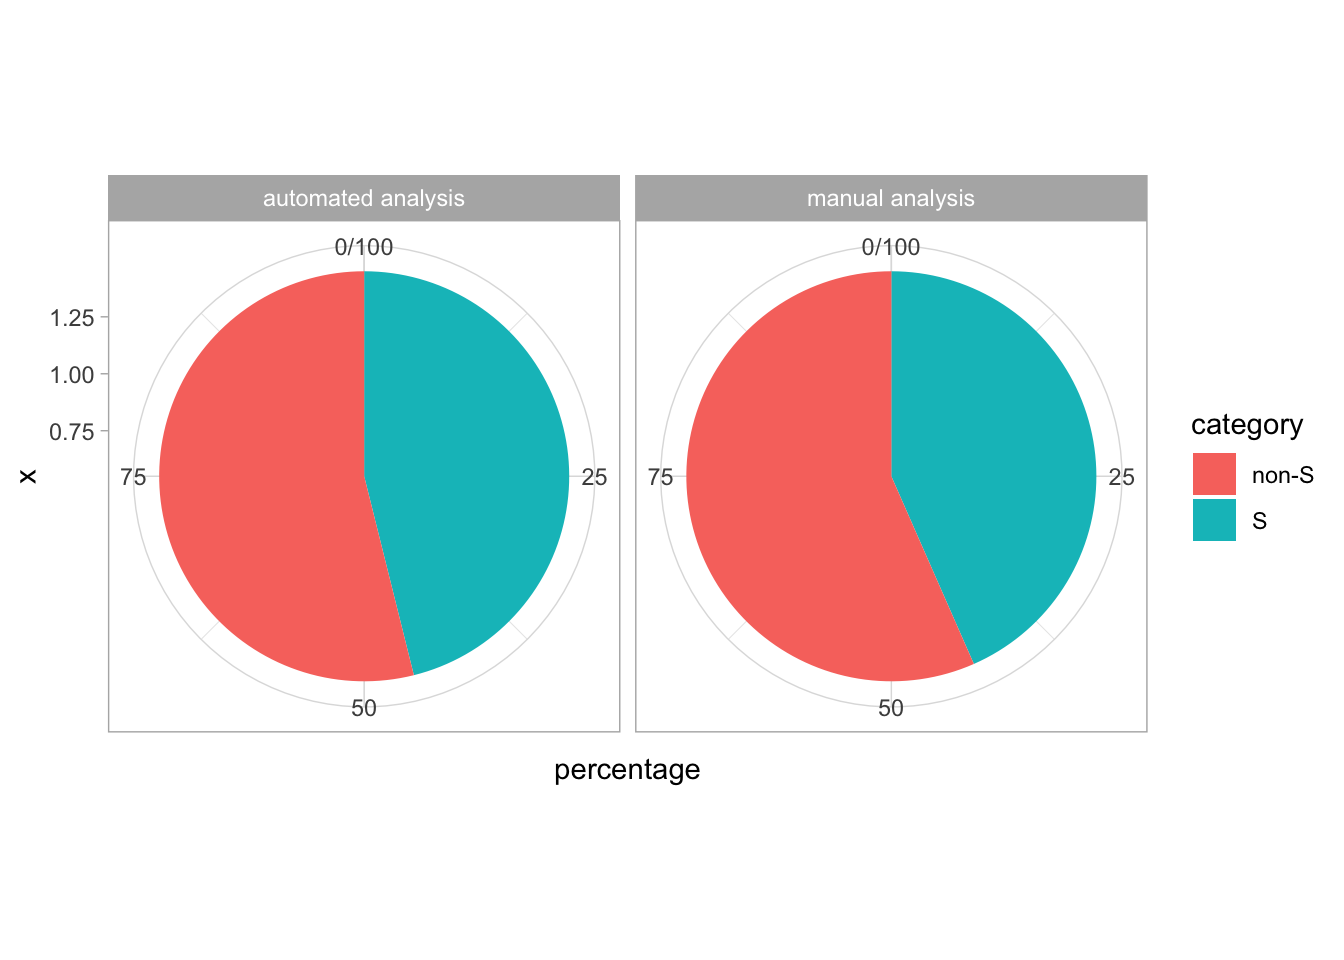 automated analysis
manual analysis
0/100
0/100
1.25
1.00
0.75
x
75
25
75
25
50
50
percentage
category
non-S
S